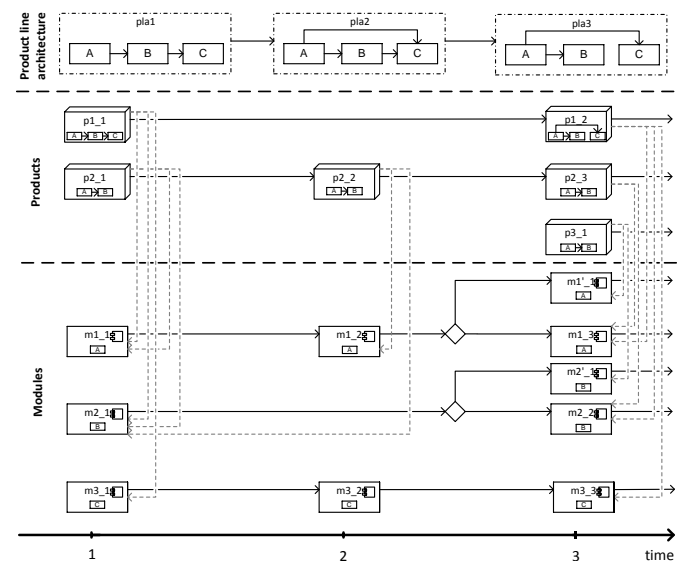 Product line
architecture
pla1
A B C
pla2
A B C
pla3
A B C
Products
p1_1
A B C
p1_2
A B C
p2_1
A B
p2_2
A B
p2_3
A B
p3_1
A B
Modules
m1'_1
A
m1_1
A
m1_2
A
m1_3
A
m2'_1
B
m2_1
B
m2_2
B
m3_1
C
m3_2
C
m3_3
C
1 2 3 time